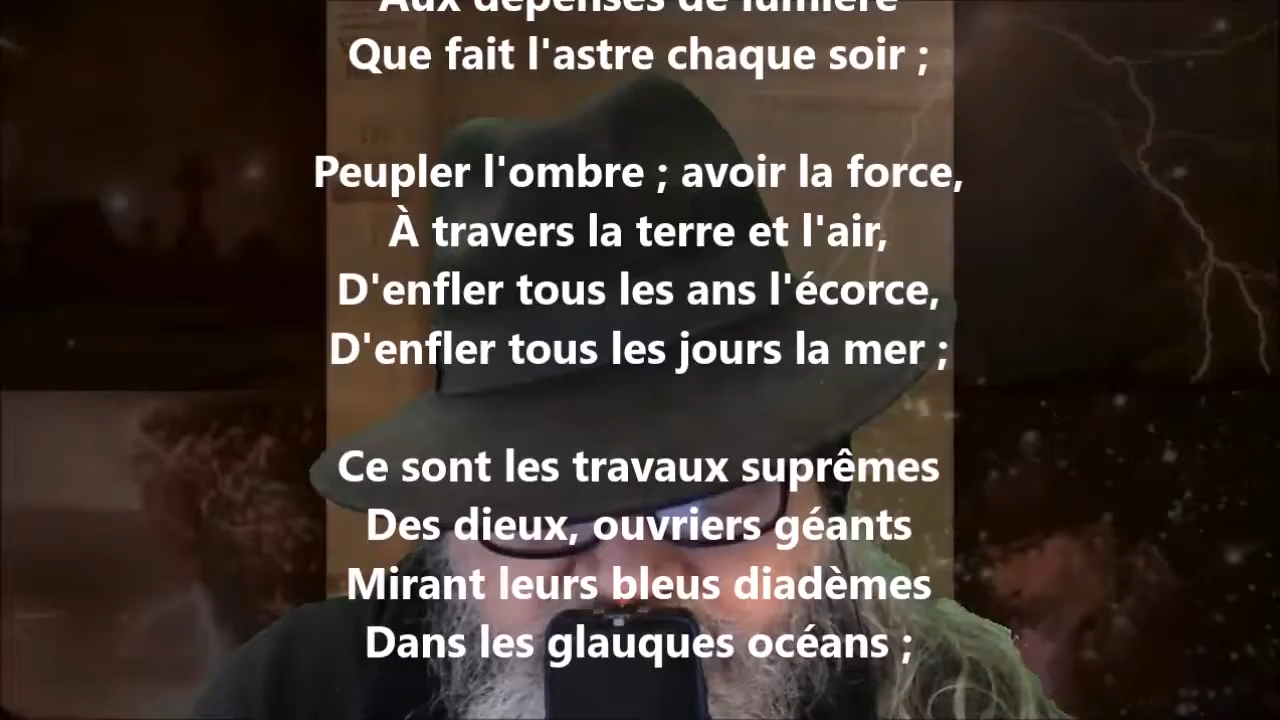 Aux dépenses de lumière
Que fait l'astre chaque soir ;
Peupler l'ombre ; avoir la force,
À travers la terre et l'air,
D'enfler tous les ans l'écorce,
D'enfler tous les jours la mer ;
Ce sont les travaux suprêmes
Des dieux, ouvriers géants
Mirant leurs bleus diadèmes
Dans les glauques océans ;